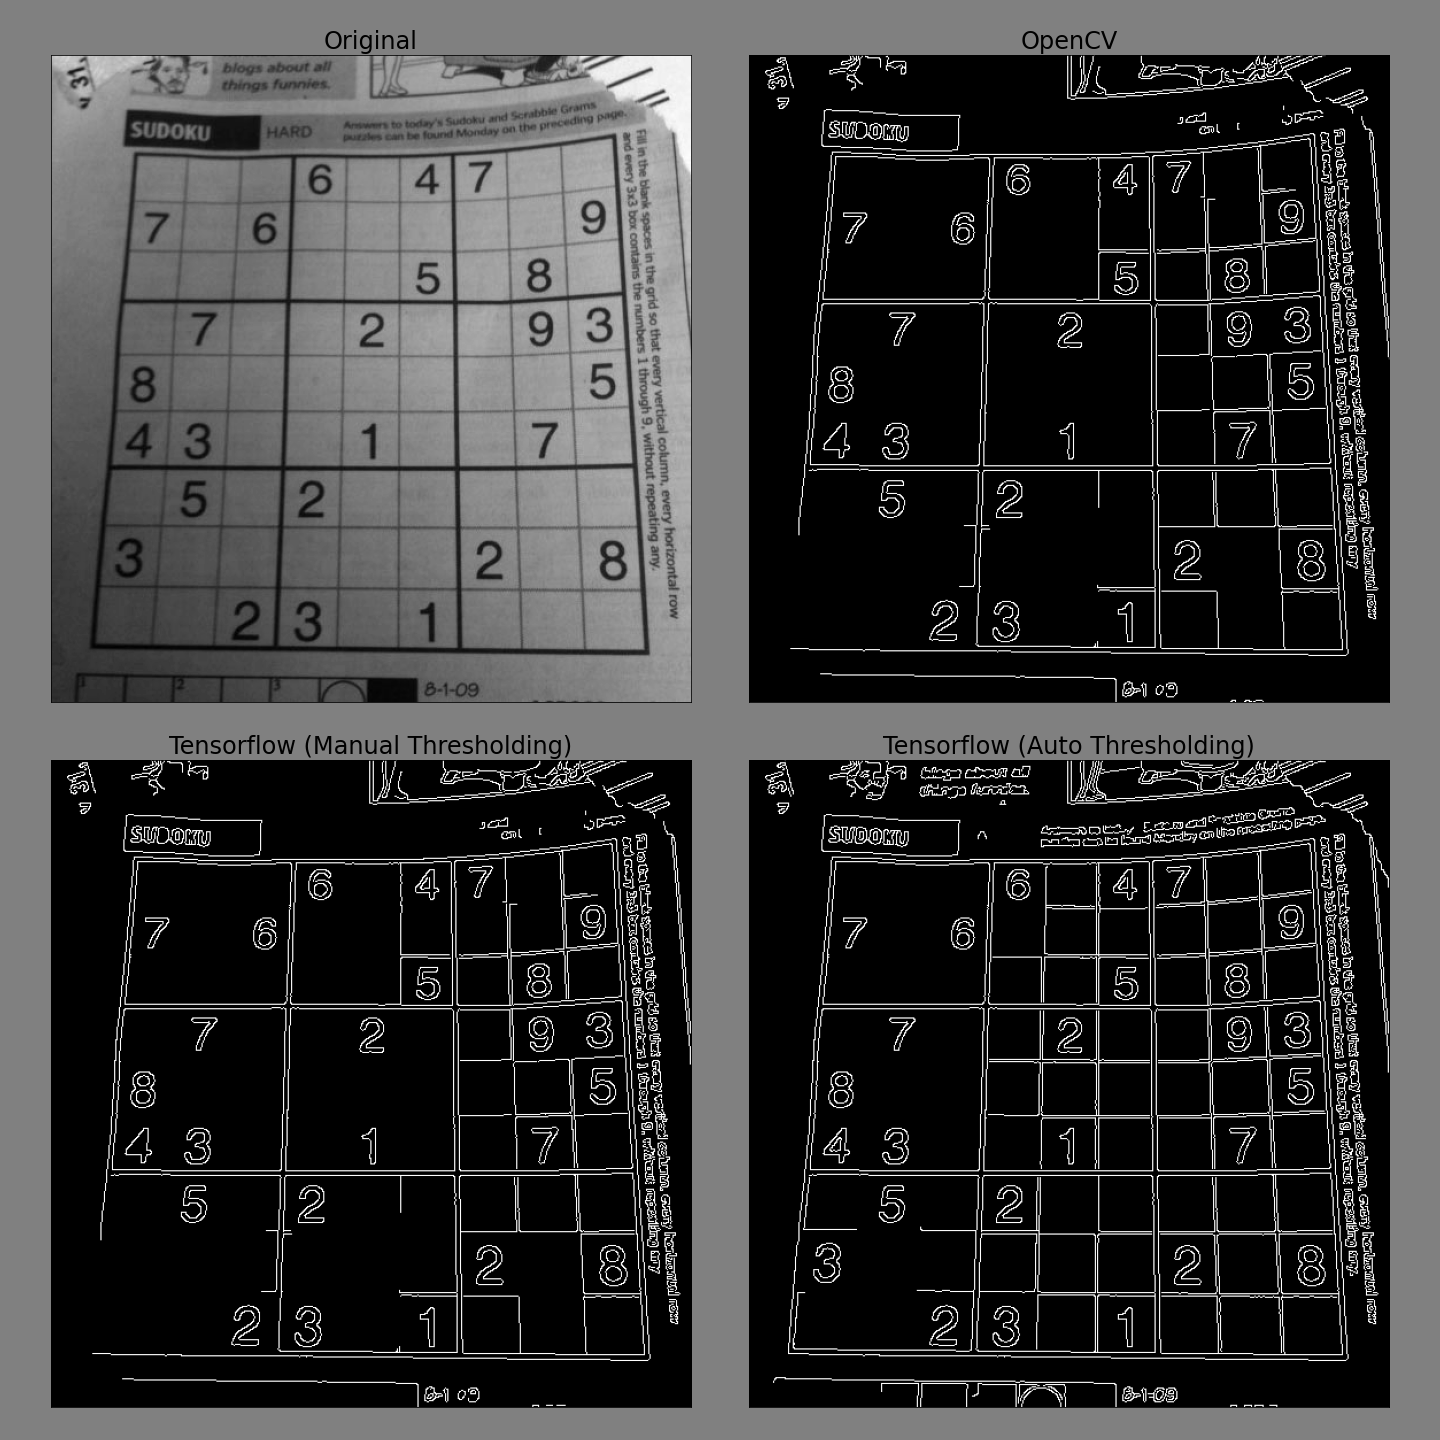 Original
blogs about all
things funnies.
SUDOKU
HARD
Answers to today's Sudoku and Scrabble Grams
puzzles can be found Monday on the preceding page.
Fill in the blank spaces in the grid so that every vertical column, every horizontal row
and every 3x3 box contains the numbers 1 through 9, without repeating any.
31,
6 4 7
7 6 9
5 8
7 2 9 3
8 5
4 3 1 7
5 2
3 2 8
2 3 1
1 2 3
8-1-09
OpenCV
31,
SUDOKU
6 4 7
7 6 9
5 8
7 2 9 3
8 5
4 3 1 7
5 2
2 8
2 3 1
8-1 09
Tensorflow (Manual Thresholding)
31,
SUDOKU
6 4 7
7 6 9
5 8
7 2 9 3
8 5
4 3 1 7
5 2
2 8
2 3 1
8-1 09
Tensorflow (Auto Thresholding)
31,
SUDOKU
6 4 7
7 6 9
5 8
7 2 9 3
8 5
4 3 1 7
5 2
3 2 8
2 3 1
8-1-09